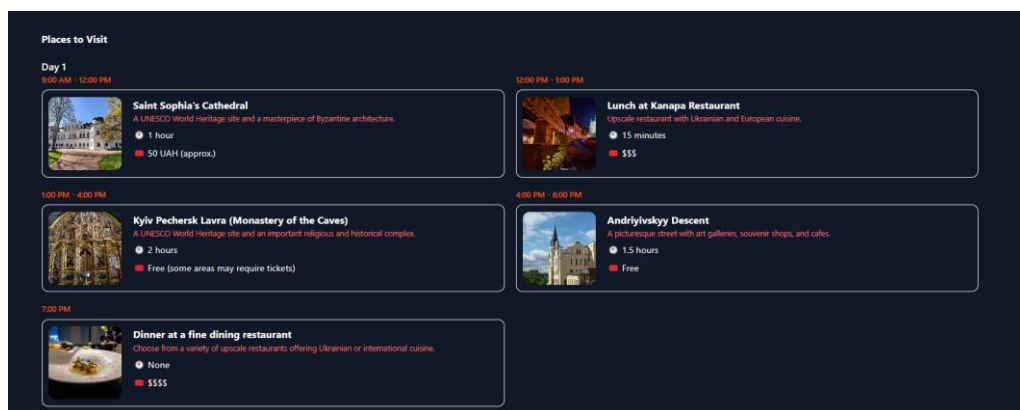 Places to Visit
Day 1
9:00 AM - 12:00 PM
Saint Sophia's Cathedral
A UNESCO World Heritage site and a masterpiece of Byzantine architecture.
1 hour
50 UAH (approx.)
12:00 PM - 1:00 PM
Lunch at Kanapa Restaurant
Upscale restaurant with Ukrainian and European cuisine.
15 minutes
$$$
1:00 PM - 4:00 PM
Kyiv Pechersk Lavra (Monastery of the Caves)
A UNESCO World Heritage site and an important religious and historical complex.
2 hours
Free (some areas may require tickets)
4:00 PM - 6:00 PM
Andriyivskyy Descent
A picturesque street with art galleries, souvenir shops, and cafes.
1.5 hours
Free
7:00 PM
Dinner at a fine dining restaurant
Choose from a variety of upscale restaurants offering Ukrainian or international cuisine.
None
$$$$